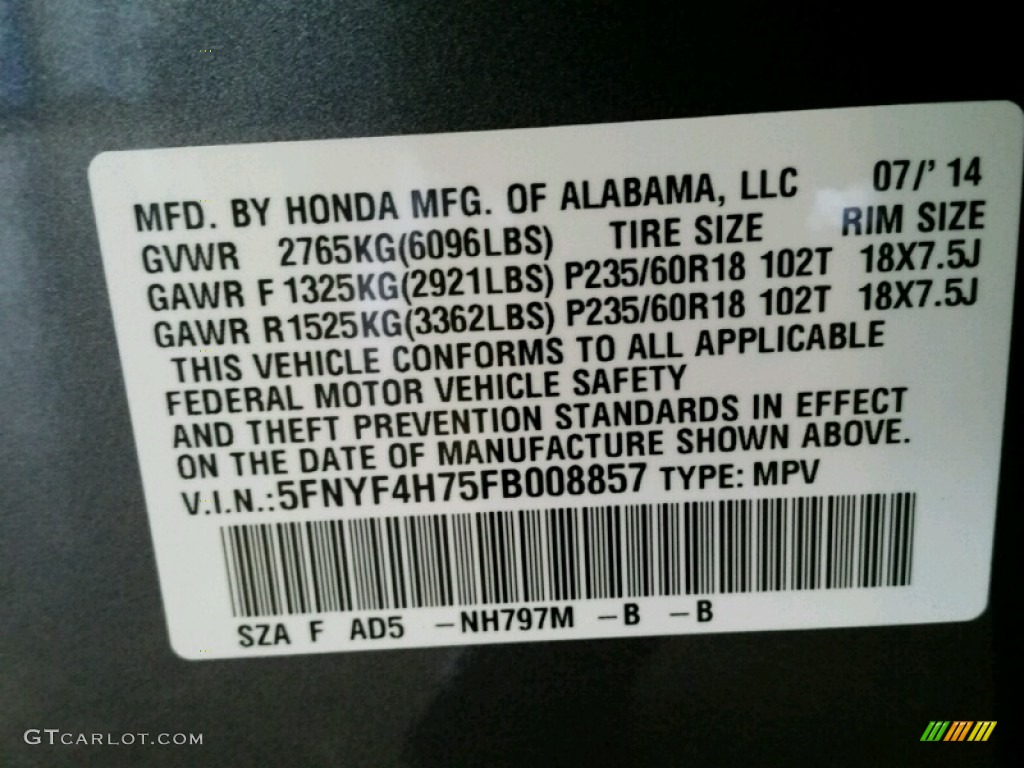 MFD. BY HONDA MFG. OF ALABAMA, LLC 07/' 14
GVWR 2765KG(6096LBS) TIRE SIZE RIM SIZE
GAWR F 1325KG(2921LBS) P235/60R18 102T 18X7.5J
GAWR R1525KG(3362LBS) P235/60R18 102T 18X7.5J
THIS VEHICLE CONFORMS TO ALL APPLICABLE
FEDERAL MOTOR VEHICLE SAFETY
AND THEFT PREVENTION STANDARDS IN EFFECT
ON THE DATE OF MANUFACTURE SHOWN ABOVE.
V.I.N.:5FNYF4H75FB008857 TYPE: MPV
SZA F AD5 -NH797M -B -B
GTCARLOT.COM